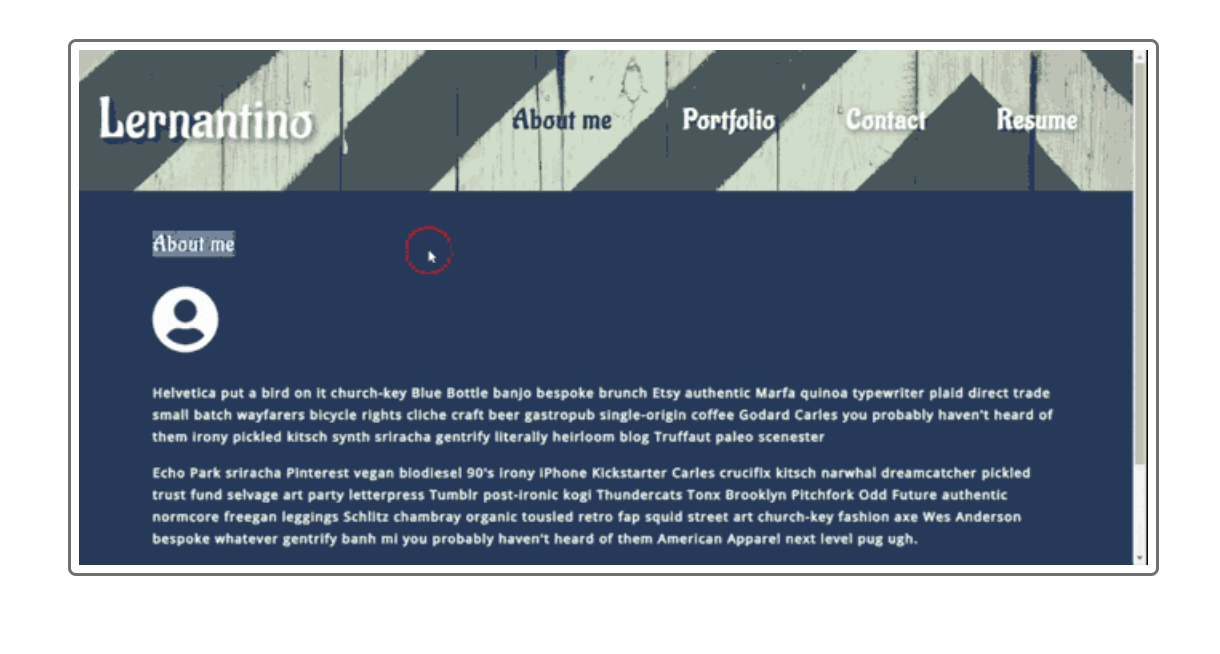 Lernantino
About me Portfolio Contact Resume
About me
Helvetica put a bird on it church-key Blue Bottle banjo bespoke brunch Etsy authentic Marfa quinoa typewriter plaid direct trade
small batch wayfarers bicycle rights cliche craft beer gastropub single-origin coffee Godard Carles you probably haven't heard of
them irony pickled kitsch synth sriracha gentrify literally heirloom blog Truffaut paleo scenester
Echo Park sriracha Pinterest vegan biodiesel 90's irony iPhone Kickstarter Carles crucifix kitsch narwhal dreamcatcher pickled
trust fund selvage art party letterpress Tumblr post-ironic kogi Thundercats Tonx Brooklyn Pitchfork Odd Future authentic
normcore freegan leggings Schlitz chambray organic tousled retro fap squid street art church-key fashion axe Wes Anderson
bespoke whatever gentrify banh mi you probably haven't heard of them American Apparel next level pug ugh.